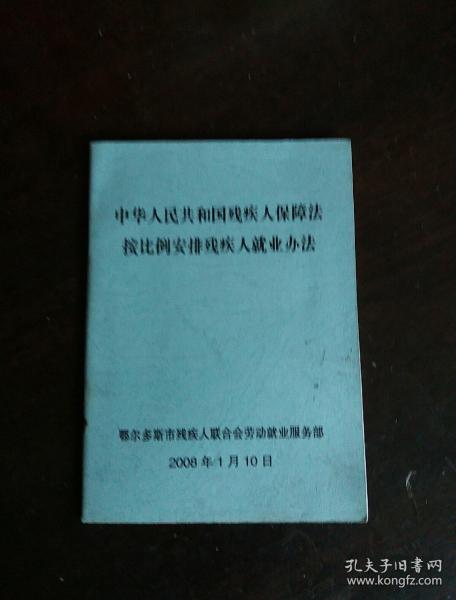 中华人民共和国残疾人保障法
按比例安排残疾人就业办法
鄂尔多斯市残疾人联合会劳动就业服务部
2008年1月10日
孔夫子旧书网
www.kongfz.com